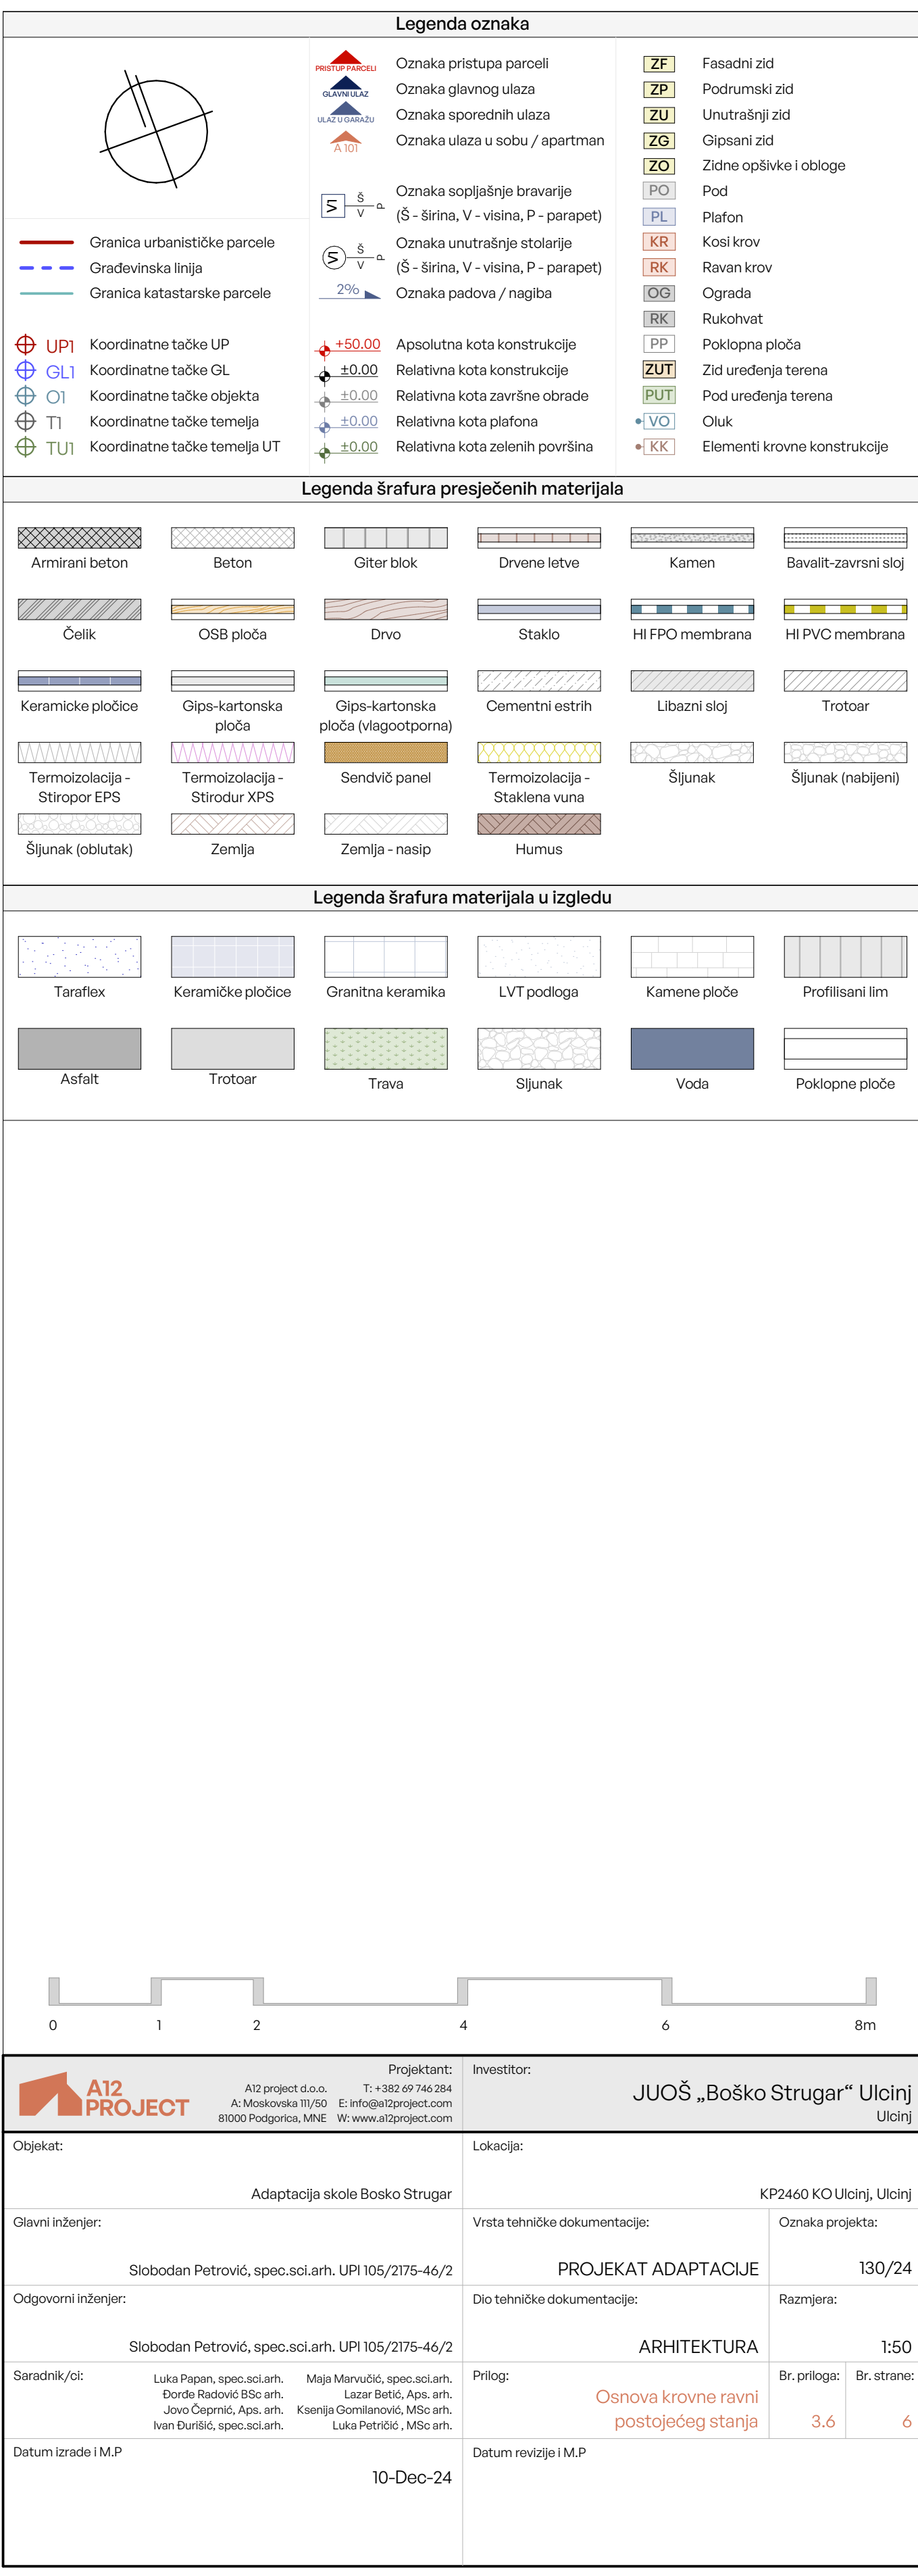 Legenda oznaka
Granica urbanističke parcele
Građevinska linija
Granica katastarske parcele
UP1 Koordinatne tačke UP
GL1 Koordinatne tačke GL
O1 Koordinatne tačke objekta
T1 Koordinatne tačke temelja
TU1 Koordinatne tačke temelja UT
PRISTUP PARCELI Oznaka pristupa parceli
GLAVNI ULAZ Oznaka glavnog ulaza
ULAZ U GARAŽU Oznaka sporednih ulaza
A 101 Oznaka ulaza u sobu / apartman
Š
V
P
Oznaka sopljašnje bravarije
(Š - širina, V - visina, P - parapet)
Š
V
P
Oznaka unutrašnje stolarije
(Š - širina, V - visina, P - parapet)
2% Oznaka padova / nagiba
+50.00 Apsolutna kota konstrukcije
±0.00 Relativna kota konstrukcije
±0.00 Relativna kota završne obrade
±0.00 Relativna kota plafona
±0.00 Relativna kota zelenih površina
ZF Fasadni zid
ZP Podrumski zid
ZU Unutrašnji zid
ZG Gipsani zid
ZO Zidne opšivke i obloge
PO Pod
PL Plafon
KR Kosi krov
RK Ravan krov
OG Ograda
RK Rukohvat
PP Poklopna ploča
ZUT Zid uređenja terena
PUT Pod uređenja terena
VO Oluk
KK Elementi krovne konstrukcije
Legenda šrafura presječenih materijala
Armirani beton Beton Giter blok Drvene letve Kamen Bavalit-zavrsni sloj
Čelik OSB ploča Drvo Staklo HI FPO membrana HI PVC membrana
Keramicke pločice Gips-kartonska Gips-kartonska Cementni estrih Libazni sloj Trotoar
ploča ploča (vlagootporna)
Termoizolacija - Termoizolacija - Sendvič panel Termoizolacija - Šljunak Šljunak (nabijeni)
Stiropor EPS Stirodur XPS Staklena vuna
Šljunak (oblutak) Zemlja Zemlja - nasip Humus
Legenda šrafura materijala u izgledu
Taraflex Keramičke pločice Granitna keramika LVT podloga Kamene ploče Profilisani lim
Asfalt Trotoar Trava Sljunak Voda Poklopne ploče
0 1 2 4 6 8m
A12
PROJECT
Projektant:
A12 project d.o.o. T: +382 69 746 284
A: Moskovska 111/50 E: info@a12project.com
81000 Podgorica, MNE W: www.a12project.com
Investitor:
JUOŠ „Boško Strugar“ Ulcinj
Ulcinj
Objekat:
Adaptacija skole Bosko Strugar
Lokacija:
KP2460 KO Ulcinj, Ulcinj
Glavni inženjer:
Slobodan Petrović, spec.sci.arh. UPI 105/2175-46/2
Vrsta tehničke dokumentacije:
PROJEKAT ADAPTACIJE
Oznaka projekta:
130/24
Odgovorni inženjer:
Slobodan Petrović, spec.sci.arh. UPI 105/2175-46/2
Dio tehničke dokumentacije:
ARHITEKTURA
Razmjera:
1:50
Saradnik/ci:
Luka Papan, spec.sci.arh. Maja Marvučić, spec.sci.arh.
Đorđe Radović BSc arh. Lazar Betić, Aps. arh.
Jovo Čeprnić, Aps. arh. Ksenija Gomilanović, MSc arh.
Ivan Đurišić, spec.sci.arh. Luka Petričić , MSc arh.
Prilog:
Osnova krovne ravni
postojećeg stanja
Br. priloga:
3.6
Br. strane:
6
Datum izrade i M.P
10-Dec-24
Datum revizije i M.P